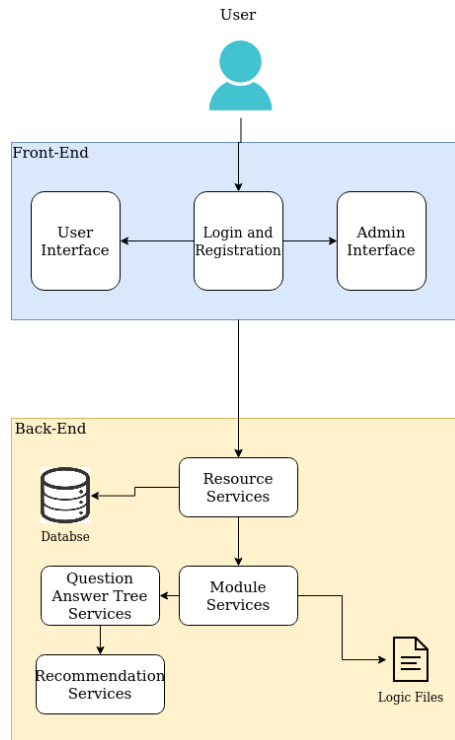 User
Front-End
User
Interface
Login and
Registration
Admin
Interface
Back-End
Resource
Services
Databse
Question
Answer Tree
Services
Module
Services
Recommendation
Services
Logic Files